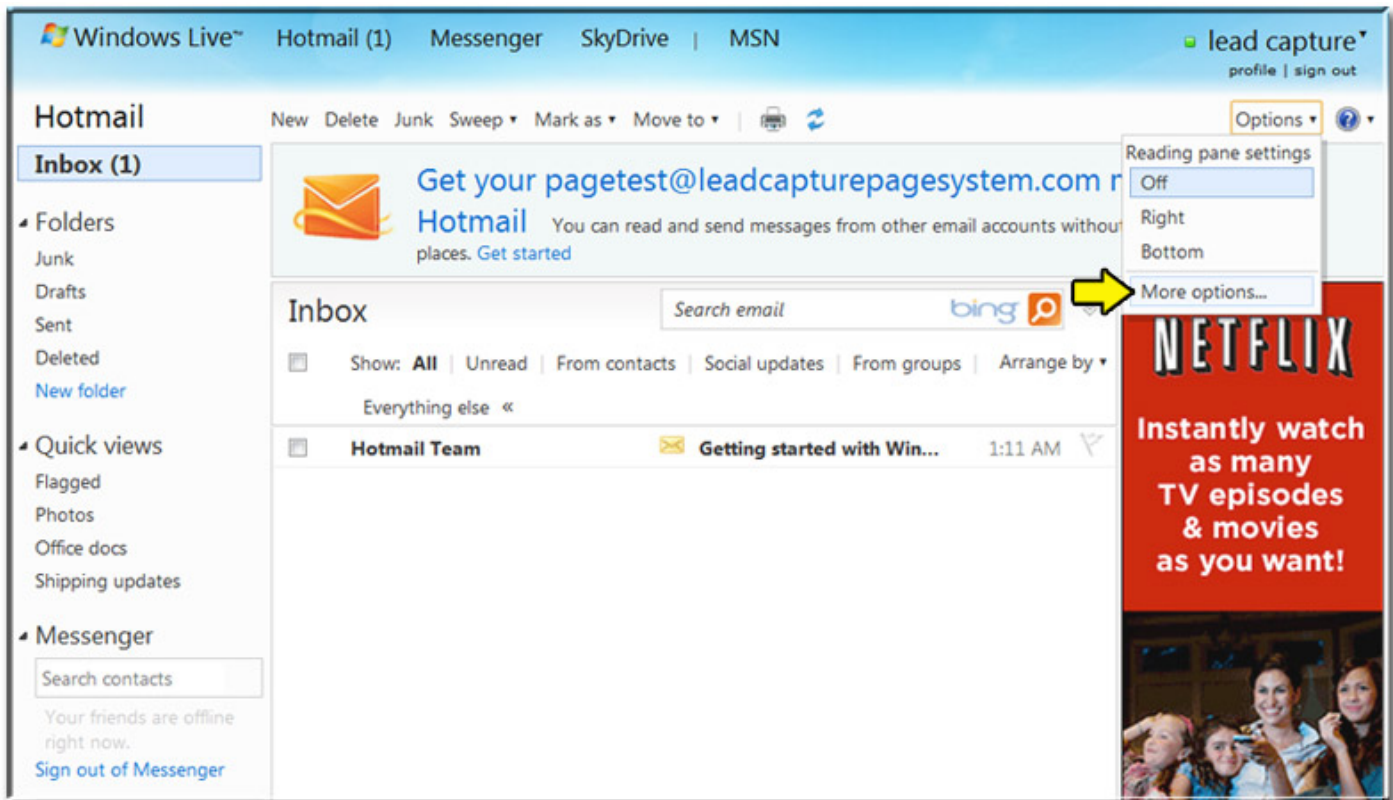 Windows Live™ Hotmail (1) Messenger SkyDrive | MSN lead capture
profile | sign out
Hotmail
New Delete Junk Sweep Mark as Move to Options
Inbox (1)
Reading pane settings
Off
Right
Bottom
More options...
Get your pagetest@leadcapturepagesystem.com
Hotmail You can read and send messages from other email accounts
places. Get started
Folders
Junk
Drafts
Sent
Deleted
New folder
Quick views
Flagged
Photos
Office docs
Shipping updates
Messenger
Search contacts
Your friends are offline
right now.
Sign out of Messenger
Inbox Search email bing
Show: All | Unread | From contacts | Social updates | From groups | Arrange by
Everything else «
Hotmail Team Getting started with Win... 1:11 AM
NETFLIX
Instantly watch
as many
TV episodes
& movies
as you want!